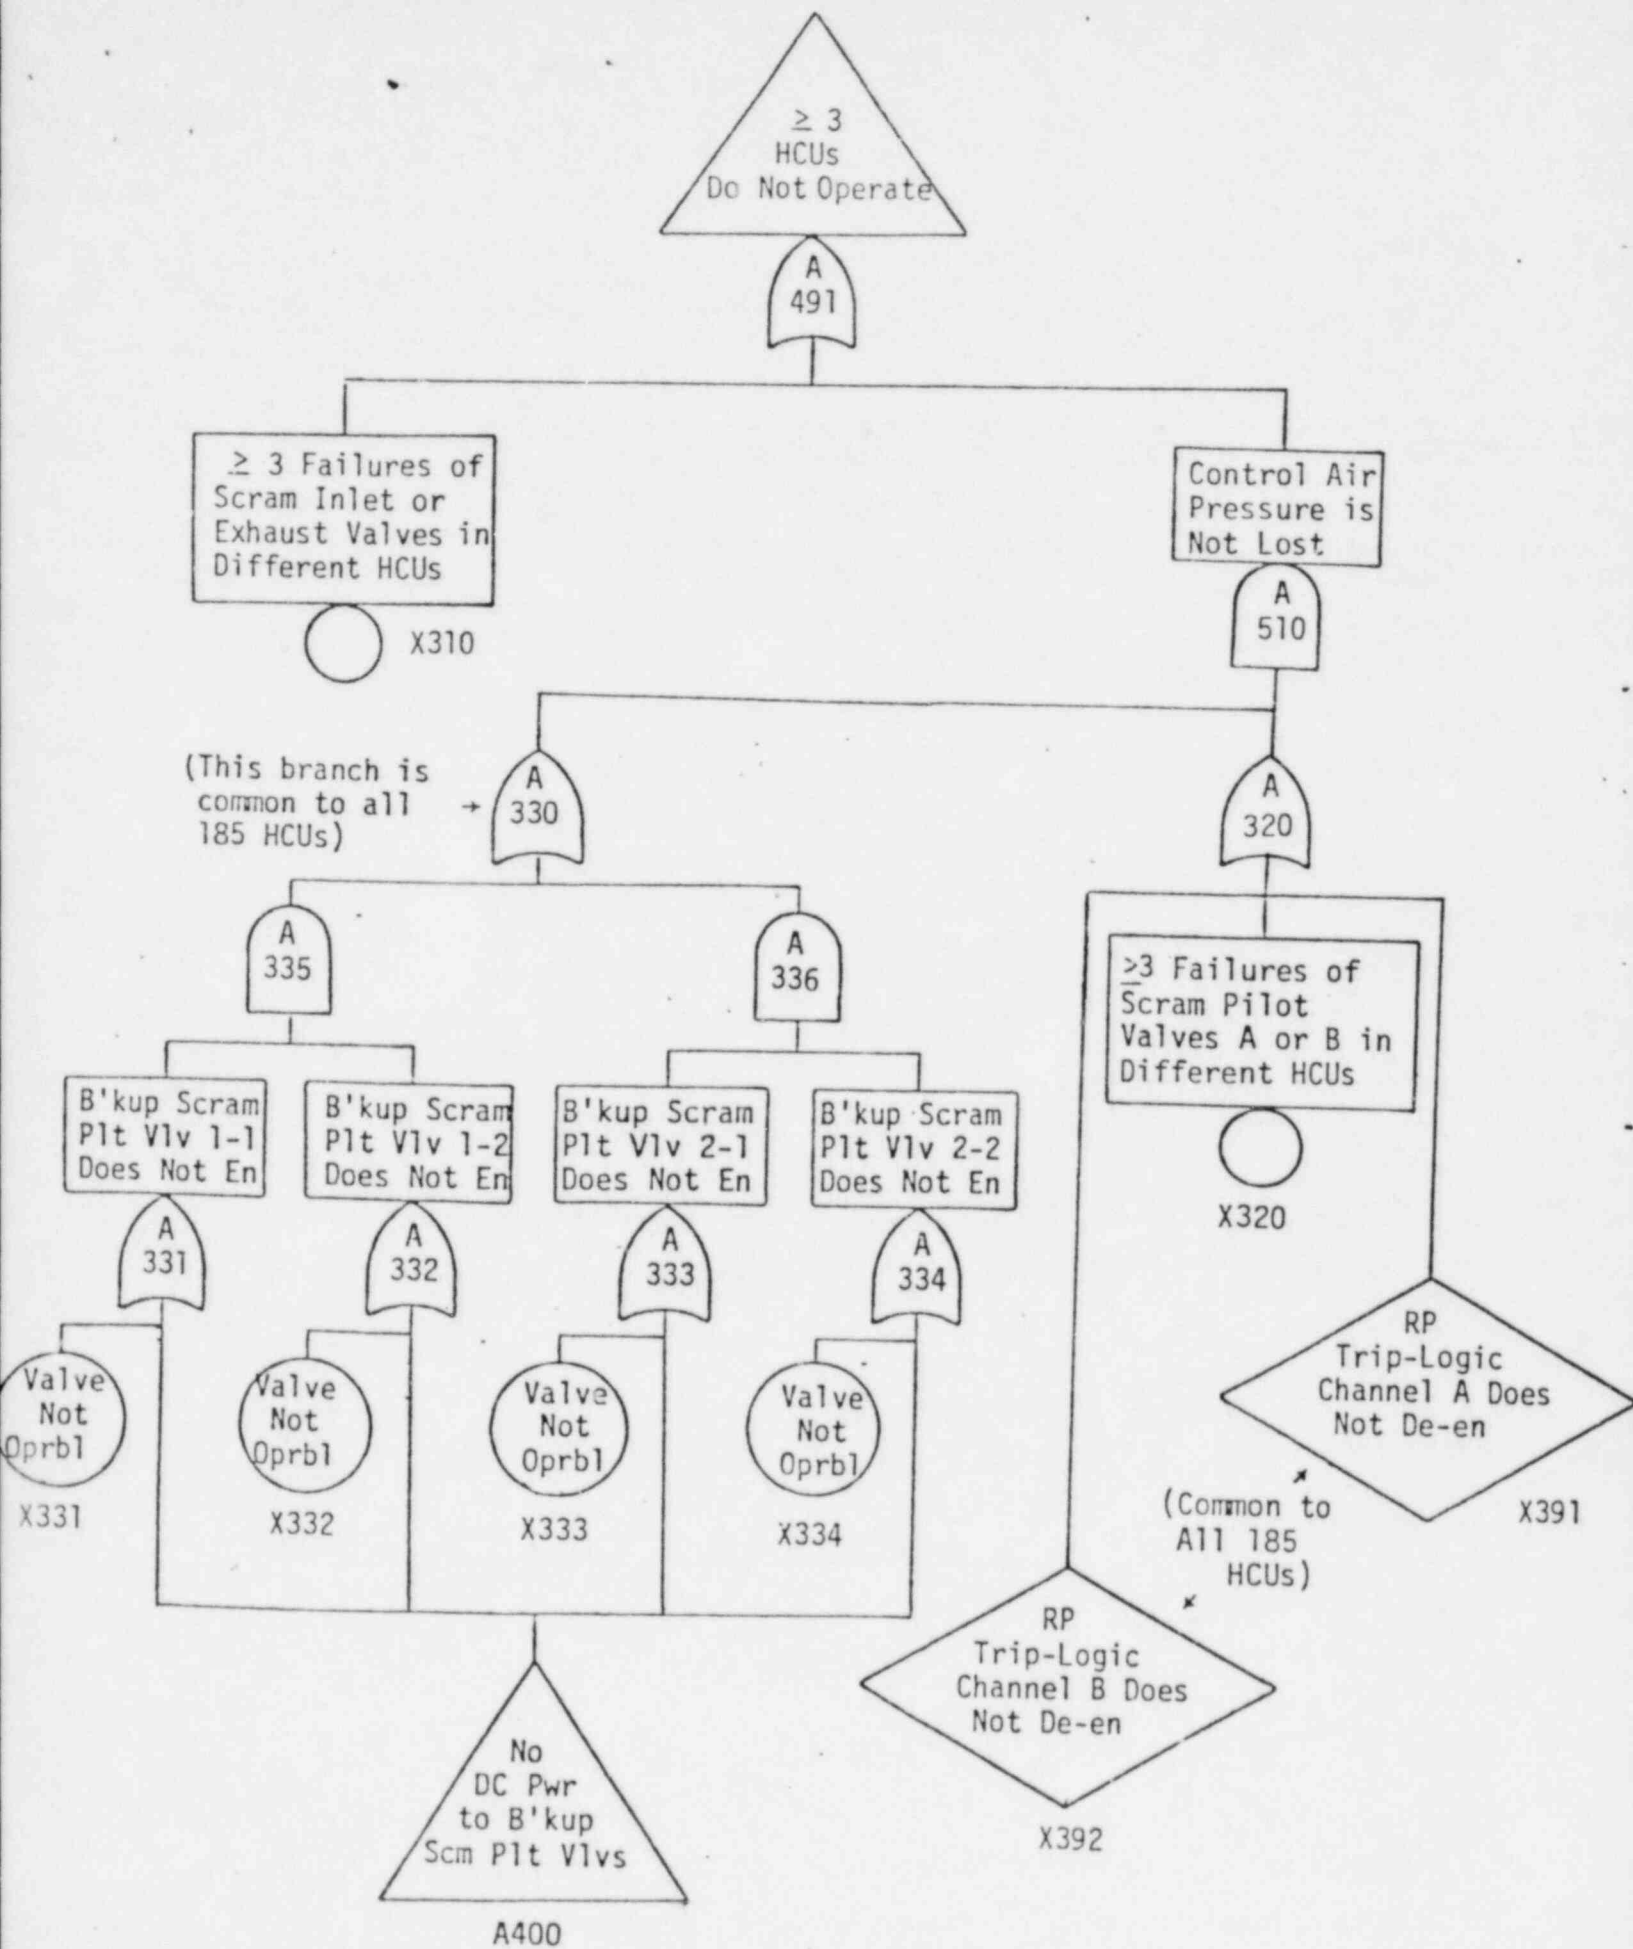 ≥ 3
HCUs
Do Not Operate
A
491
≥ 3 Failures of
Scram Inlet or
Exhaust Valves in
Different HCUs
X310
Control Air
Pressure is
Not Lost
A
510
(This branch is
common to all →
185 HCUs)
A
330
A
320
A
335
A
336
≥3 Failures of
Scram Pilot
Valves A or B in
Different HCUs
X320
B'kup Scram
Plt Vlv 1-1
Does Not En
B'kup Scram
Plt Vlv 1-2
Does Not En
B'kup Scram
Plt Vlv 2-1
Does Not En
B'kup Scram
Plt Vlv 2-2
Does Not En
A
331
A
332
A
333
A
334
Valve
Not
Oprbl
X331
Valve
Not
Oprbl
X332
Valve
Not
Oprbl
X333
Valve
Not
Oprbl
X334
RP
Trip-Logic
Channel A Does
Not De-en
X391
(Common to
All 185
HCUs)
RP
Trip-Logic
Channel B Does
Not De-en
X392
No
DC Pwr
to B'kup
Scm Plt Vlvs
A400